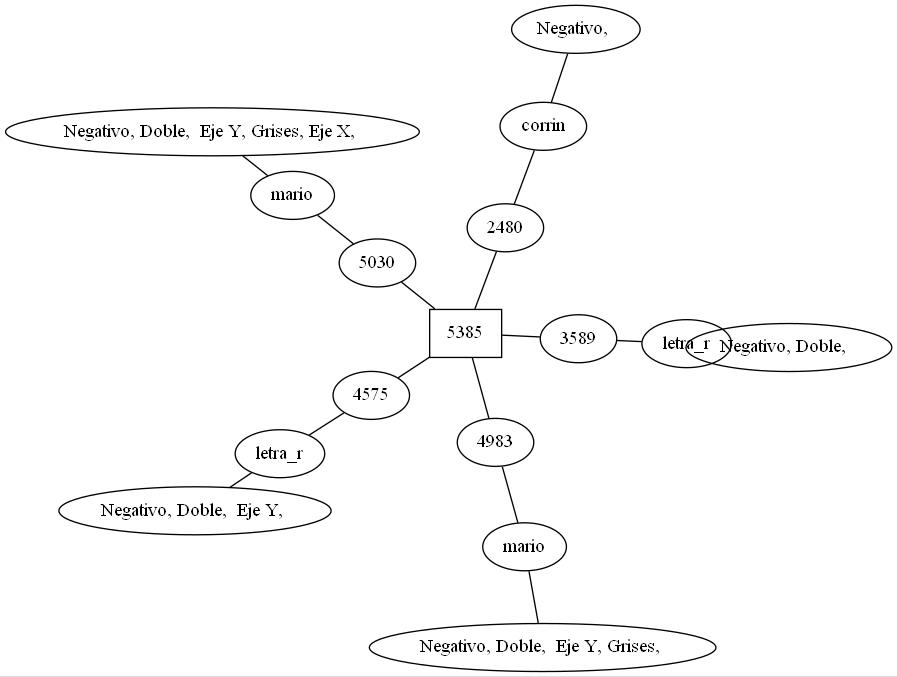 Negativo,
corrin
2480
Negativo, Doble,  Eje Y, Grises, Eje X,
mario
5030
5385
3589
letra_r
Negativo, Doble,
4575
letra_r
Negativo, Doble,  Eje Y,
4983
mario
Negativo, Doble,  Eje Y, Grises,